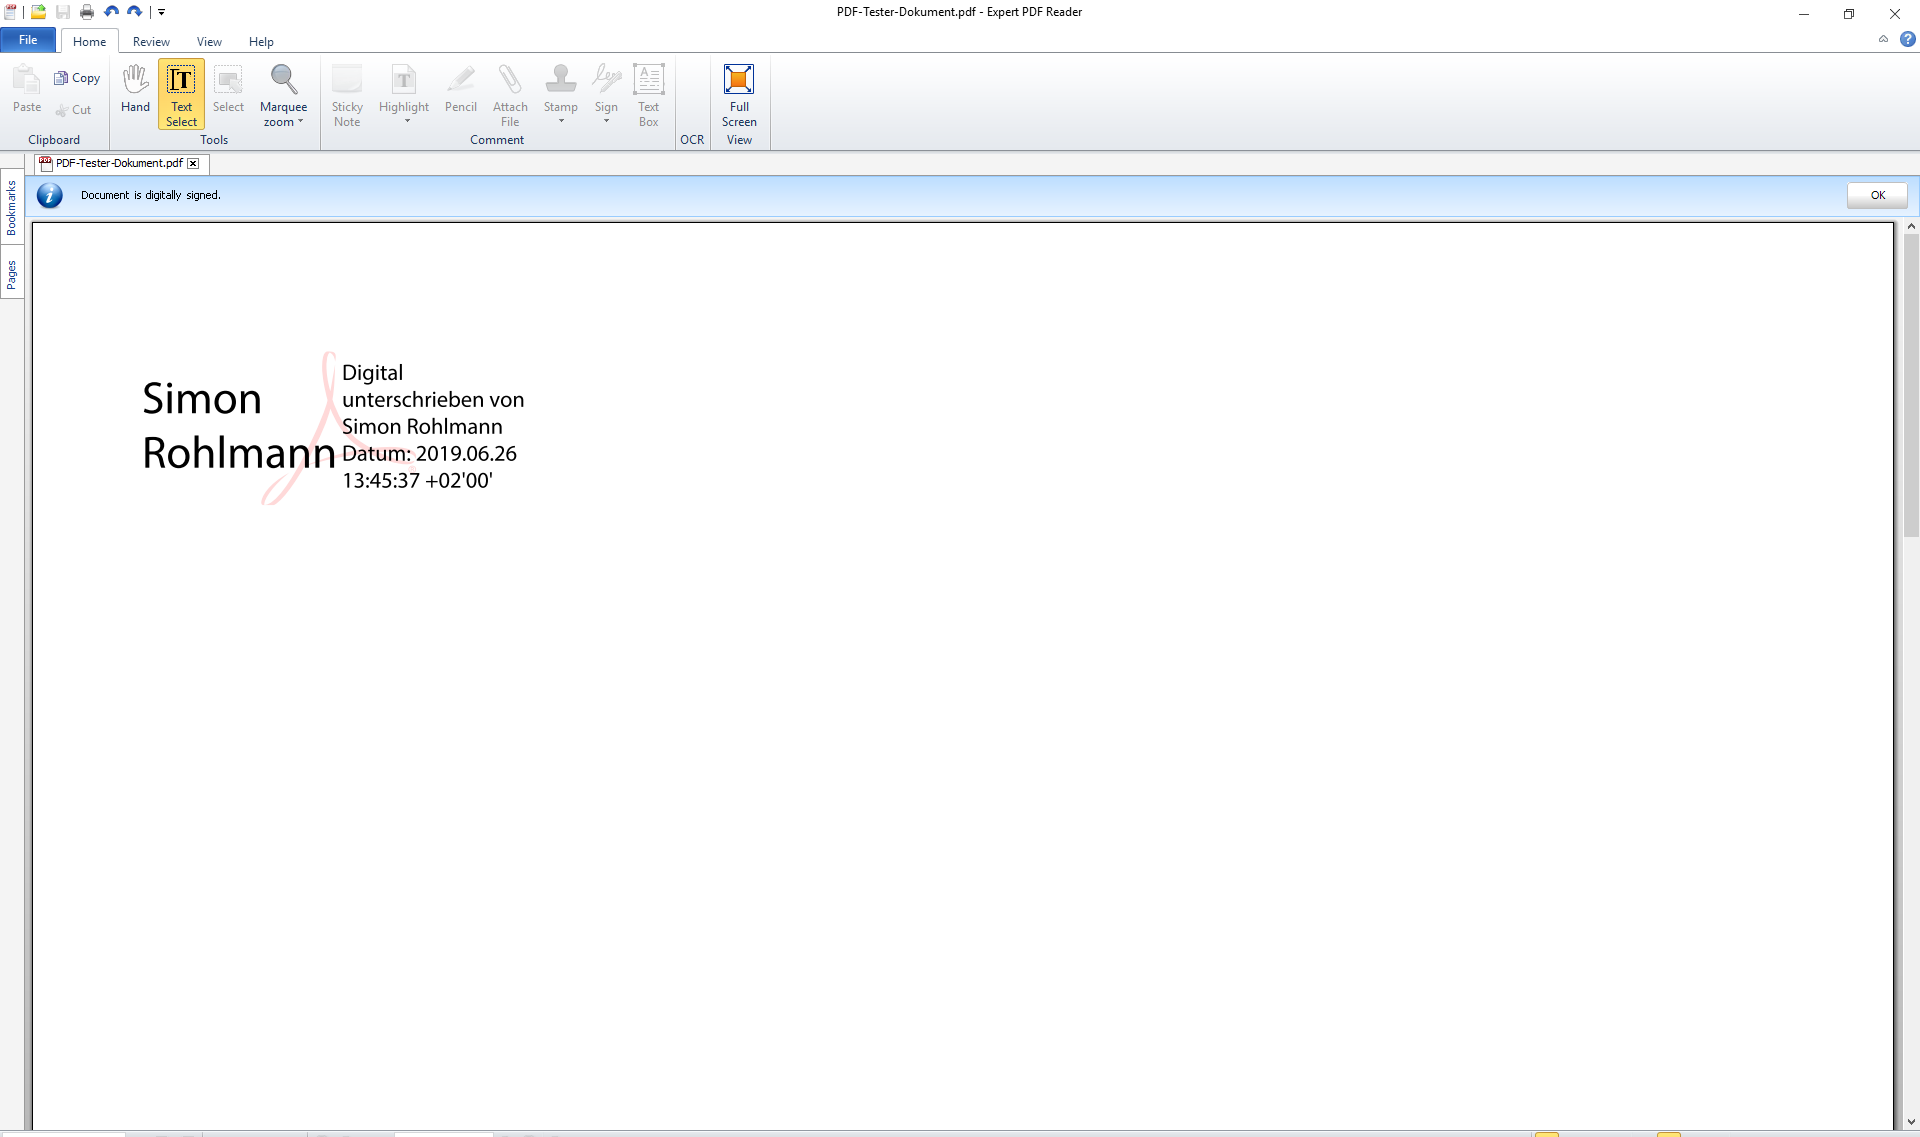 PDF-Tester-Dokument.pdf - Expert PDF Reader
File Home Review View Help
Paste Copy Cut Hand Text Select Select Marquee zoom Sticky Note Highlight Pencil Attach File Stamp Sign Text Box Full Screen
Clipboard Tools Comment OCR View
PDF-Tester-Dokument.pdf
Document is digitally signed. OK
Bookmarks
Pages
Simon
Rohlmann
Digital
unterschrieben von
Simon Rohlmann
Datum: 2019.06.26
13:45:37 +02'00'